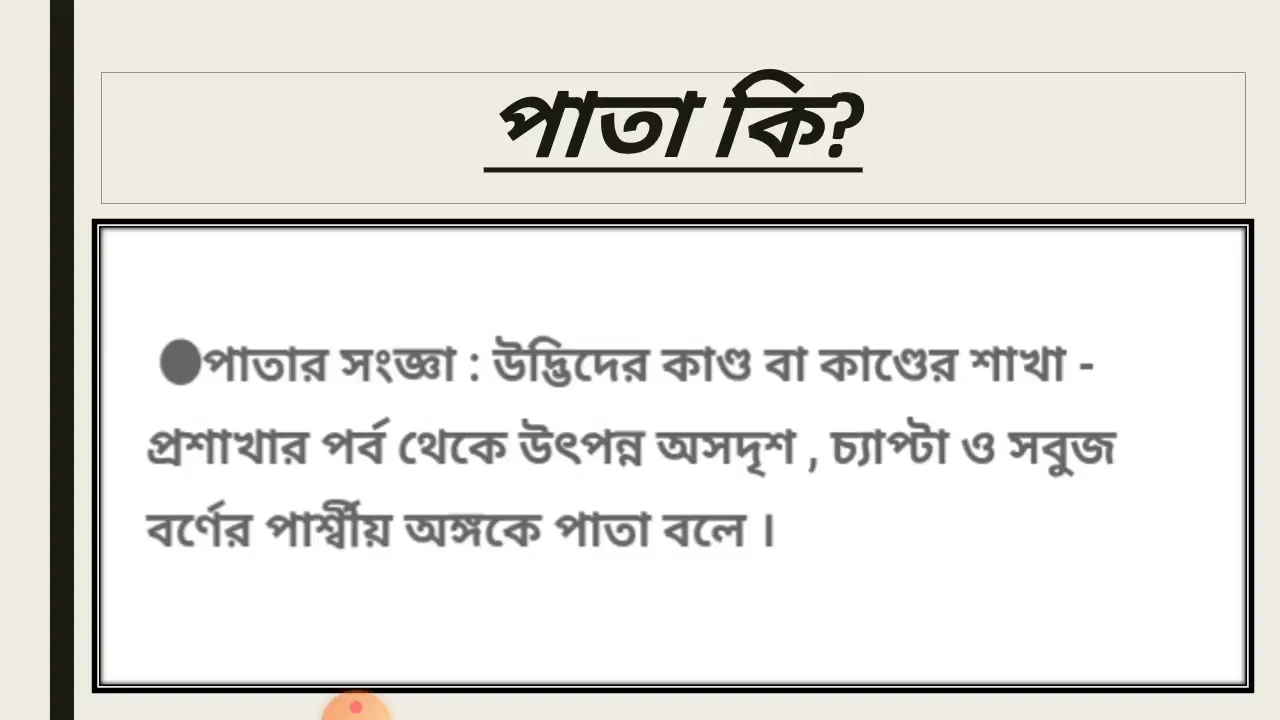 পাতা কি?
●পাতার সংজ্ঞা : উদ্ভিদের কাণ্ড বা কাণ্ডের শাখা -
প্রশাখার পর্ব থেকে উৎপন্ন অসদৃশ , চ্যাপ্টা ও সবুজ
বর্ণের পার্শ্বীয় অঙ্গকে পাতা বলে ।